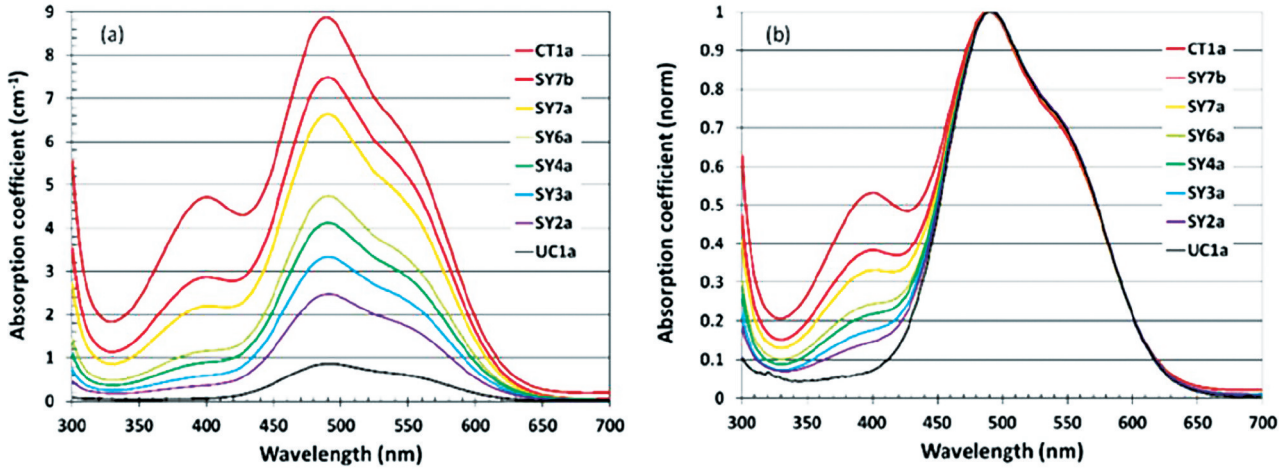 (a)
Absorption coefficient (cm⁻¹)
9
8
7
6
5
4
3
2
1
0
300 350 400 450 500 550 600 650 700
Wavelength (nm)
CT1a
SY7b
SY7a
SY6a
SY4a
SY3a
SY2a
UC1a
(b)
Absorption coefficient (norm)
1
0.9
0.8
0.7
0.6
0.5
0.4
0.3
0.2
0.1
0
300 350 400 450 500 550 600 650 700
Wavelength (nm)
CT1a
SY7b
SY7a
SY6a
SY4a
SY3a
SY2a
UC1a